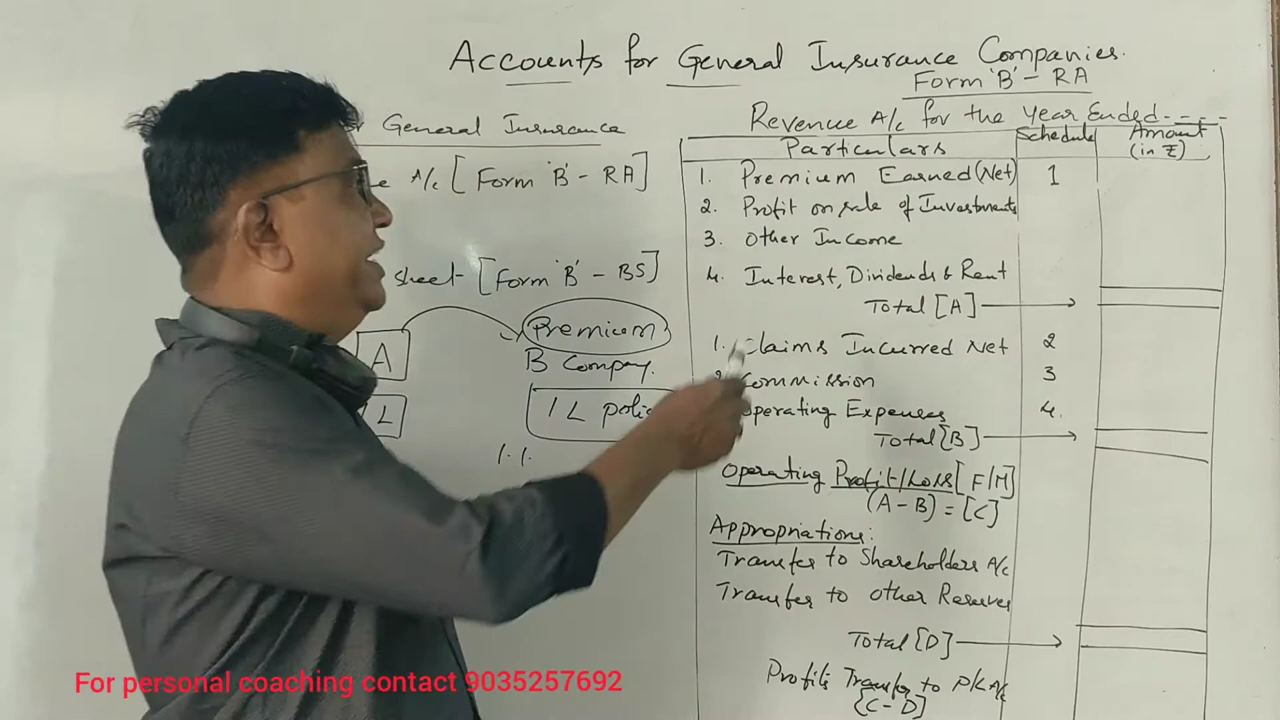 Accounts for General Insurance Companies.
General Insurance
A/c [Form 'B' - RA]
sheet - [Form 'B' - BS]
A
Premium
B Company.
L
1 L
1. 1.
Form 'B' - RA
Revenue A/c for the Year Ended- - - -
Particulars Schedule Amount (in ₹)
1. Premium Earned (Net) 1
2. Profit on sale of Investments
3. Other Income
4. Interest, Dividends & Rent
Total [A]
1. Claims Incurred Net 2
Commission 3
Operating Expenses 4.
Total [B]
Operating Profit/Loss [F/M]
(A - B) = [C]
Appropriations:
Transfer to Shareholders A/c
Transfer to Other Reserves
Total [D]
Profits Transfer to P/L A/c
[C - D]
For personal coaching contact 9035257692